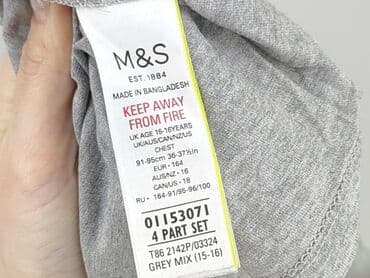 M&S
EST. 1884
MADE IN BANGLADESH
KEEP AWAY
FROM FIRE
UK AGE 15-16YEARS
UK/AUS/CAN/NZ/US
CHEST
91-95cm 36-37½in
EUR • 164
AUS/NZ • 16
CAN/US • 18
RU • 164-91/95-96/100
01153071
4 PART SET
T86 2142P/03324
GREY MIX (15-16)